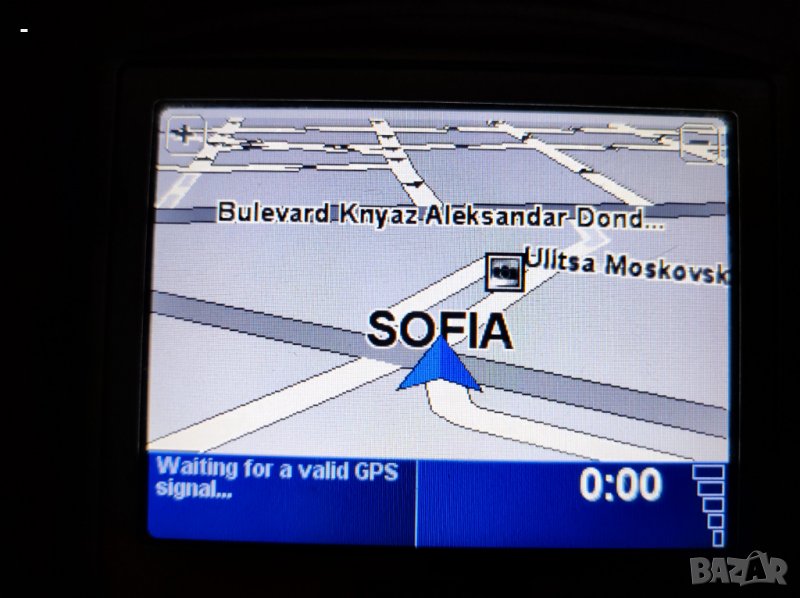 Bulevard Knyaz Aleksandar Dond...
Ulitsa Moskovsk
SOFIA
Waiting for a valid GPS
signal...
0:00
BAZAR